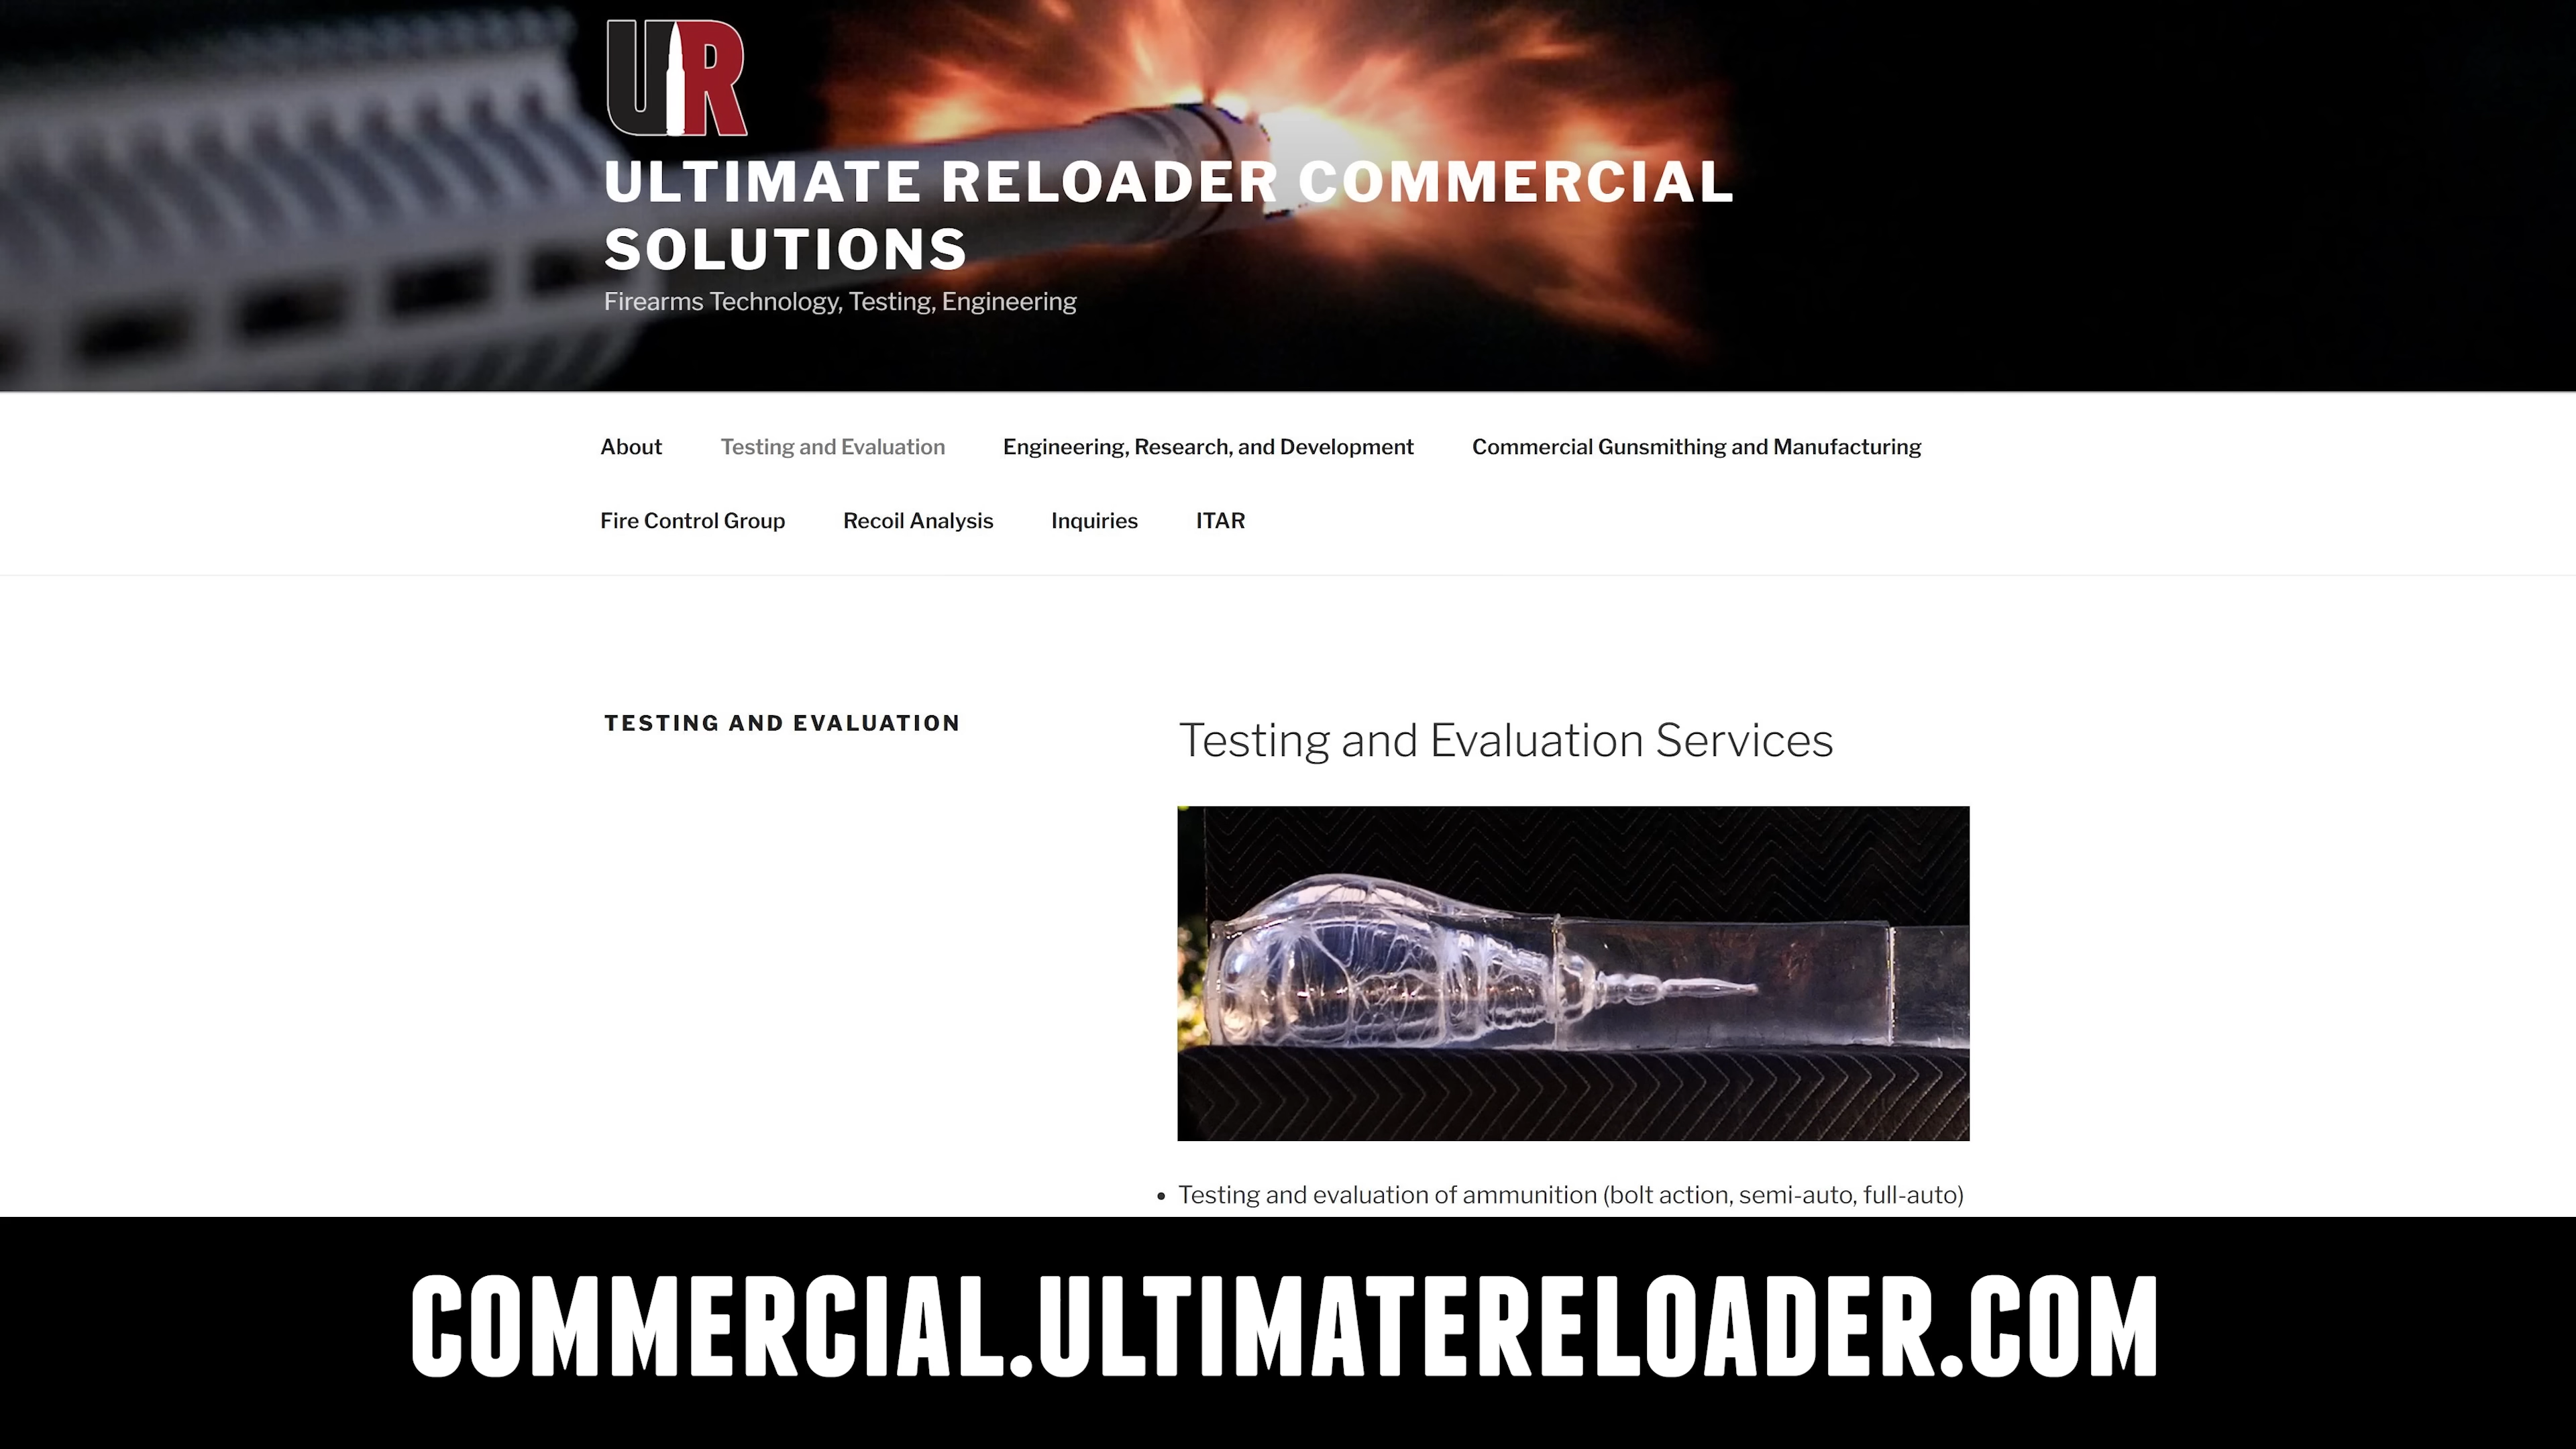 UR
ULTIMATE RELOADER COMMERCIAL
SOLUTIONS
Firearms Technology, Testing, Engineering
About Testing and Evaluation Engineering, Research, and Development Commercial Gunsmithing and Manufacturing
Fire Control Group Recoil Analysis Inquiries ITAR
TESTING AND EVALUATION
Testing and Evaluation Services
• Testing and evaluation of ammunition (bolt action, semi-auto, full-auto)
COMMERCIAL.ULTIMATERELOADER.COM